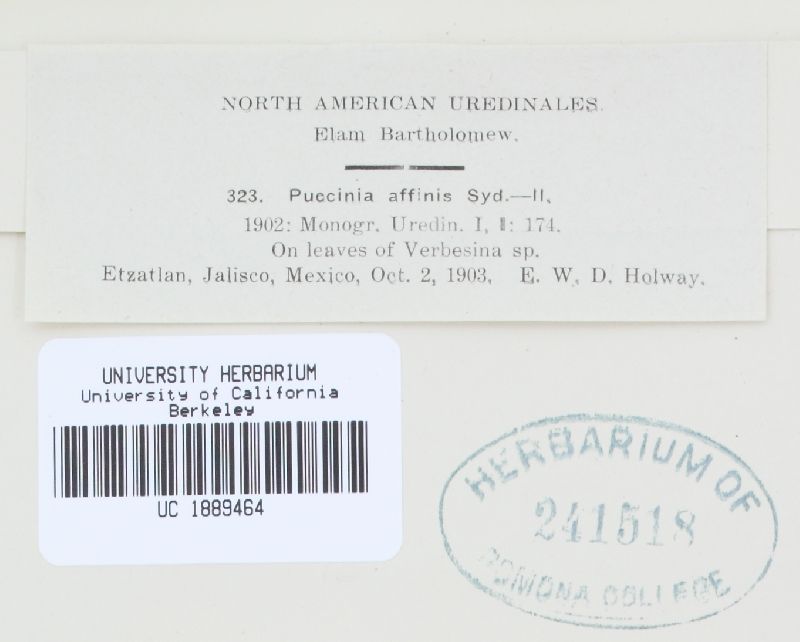 NORTH AMERICAN UREDINALES.
Elam Bartholomew.
323. Puccinia affinis Syd.—II.
1902: Monogr. Uredin. I, 1: 174.
On leaves of Verbesina sp.
Etzatlan, Jalisco, Mexico, Oct. 2, 1903. E. W. D. Holway.
UNIVERSITY HERBARIUM
University of California
Berkeley
UC 1889464
HERBARIUM OF
241518
POMONA COLLEGE